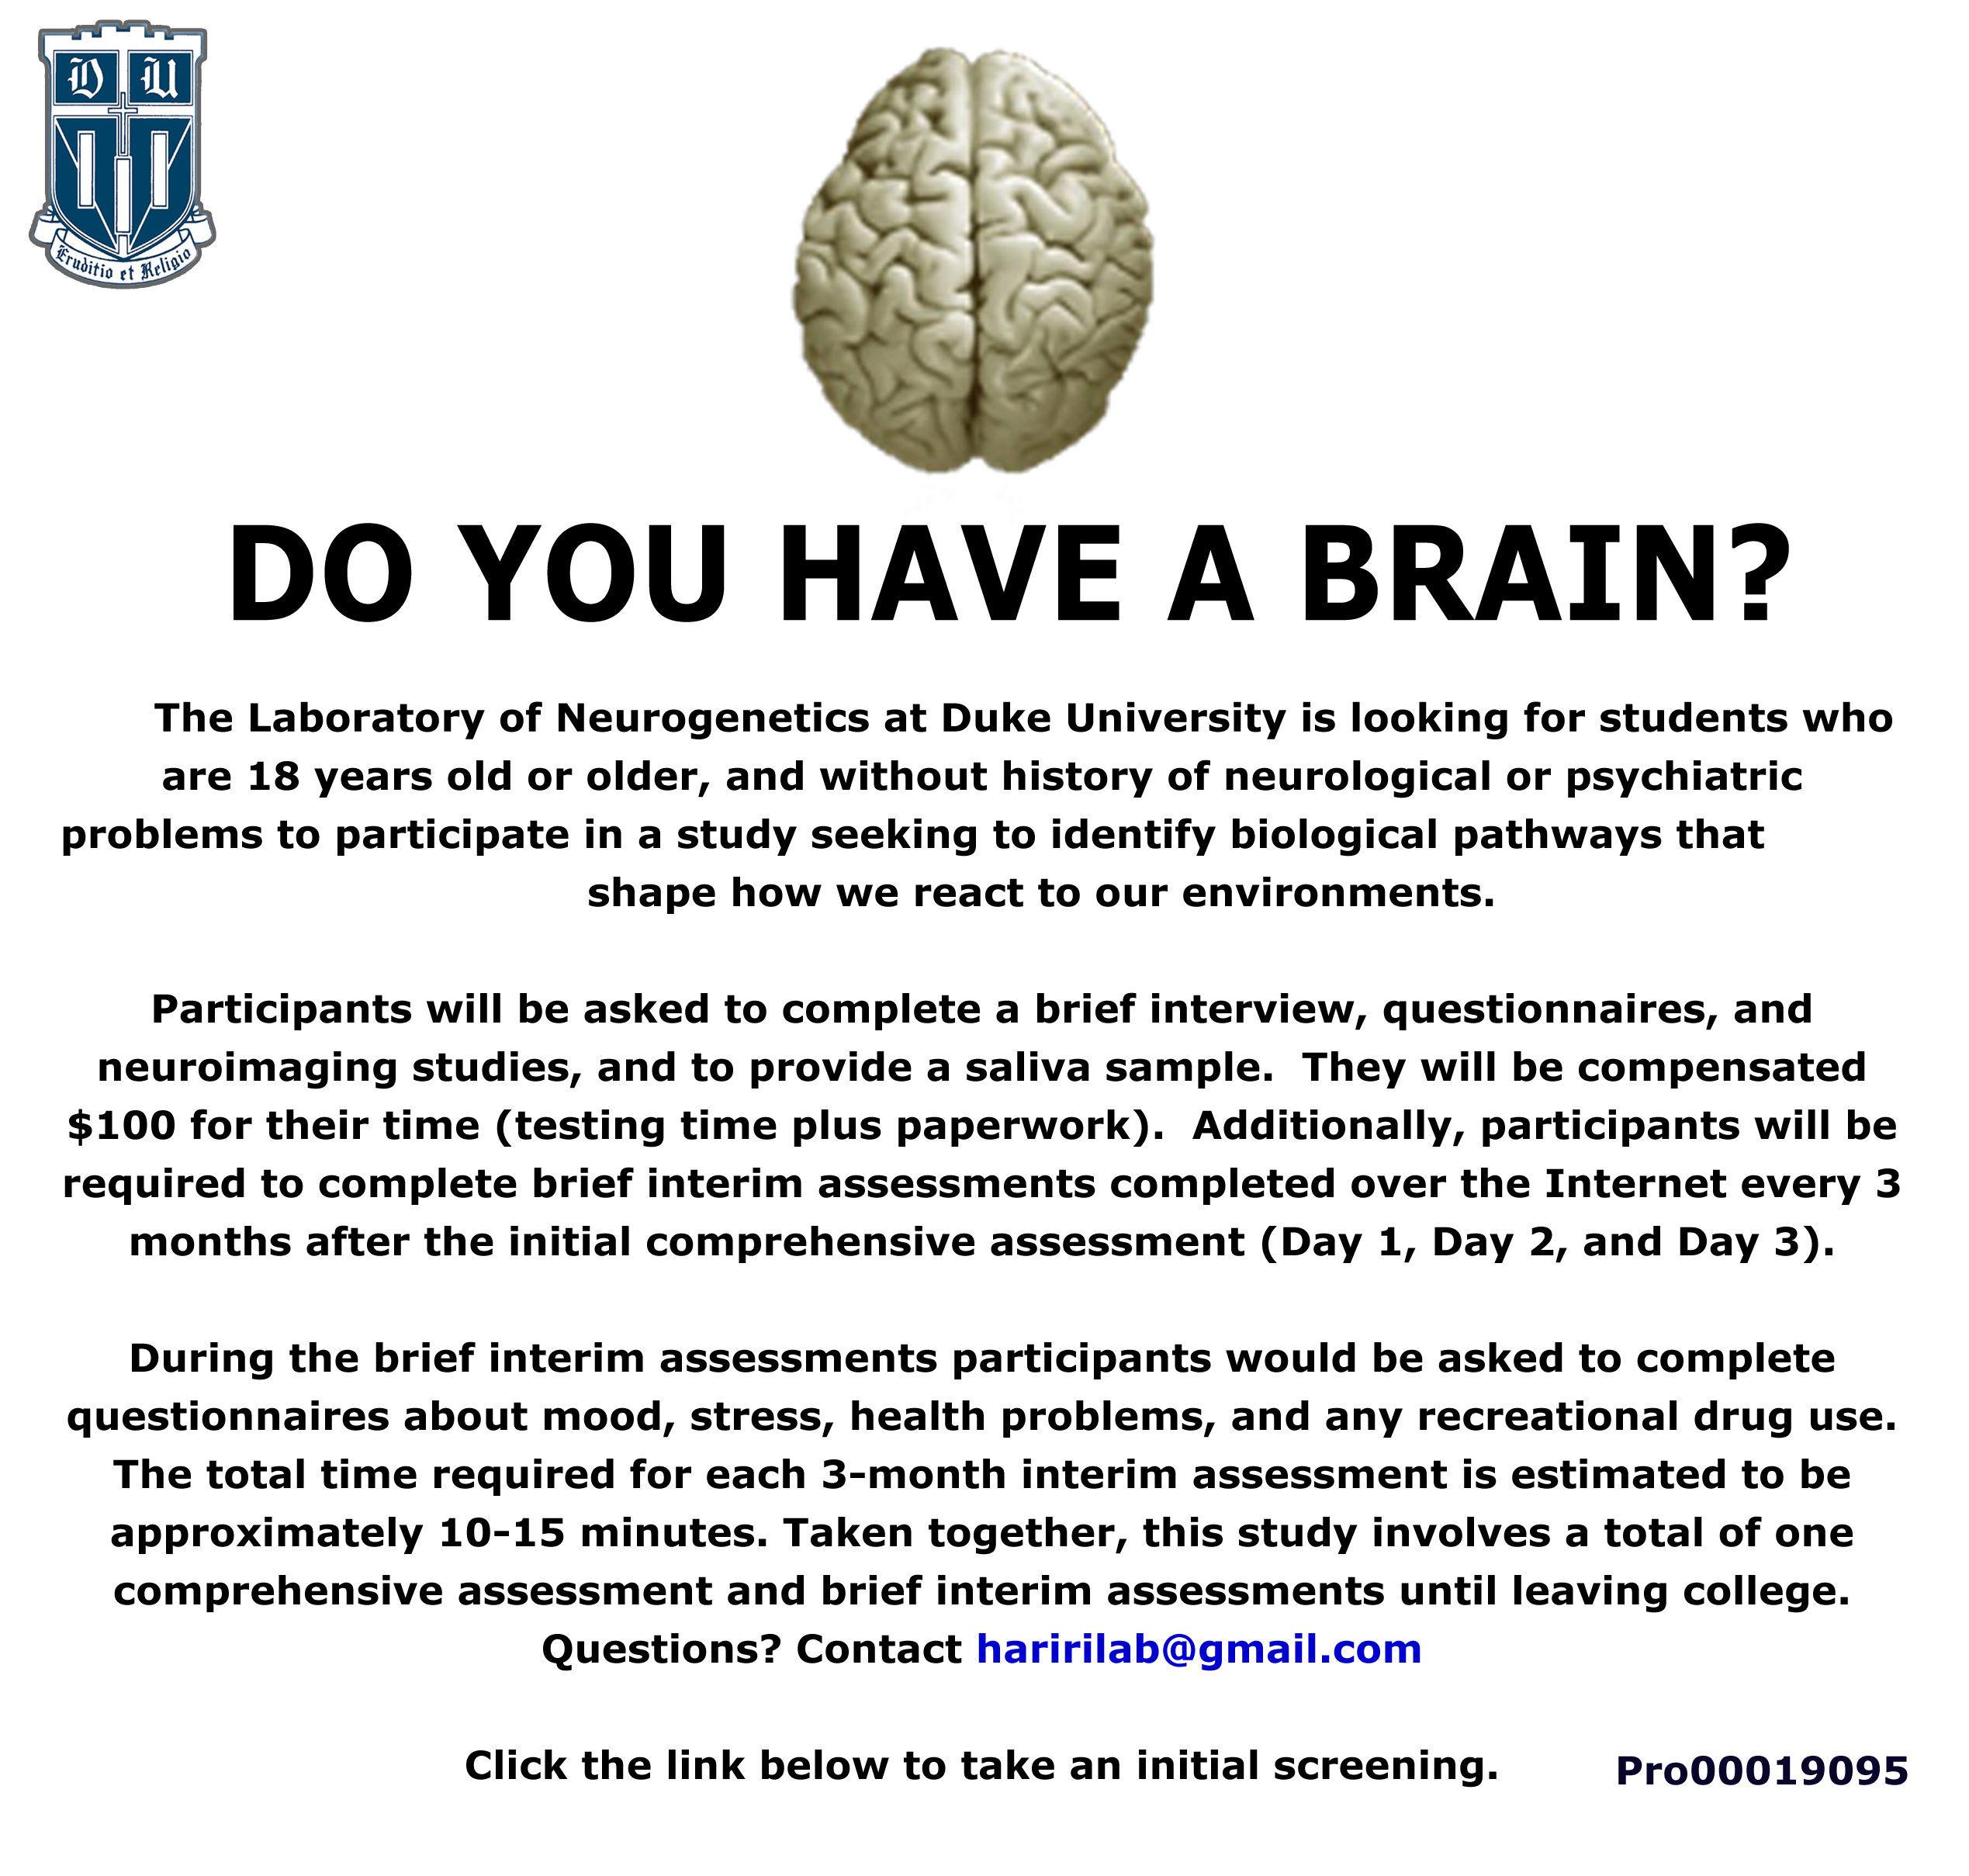 D U
Eruditio et Religio
DO YOU HAVE A BRAIN?
The Laboratory of Neurogenetics at Duke University is looking for students who
are 18 years old or older, and without history of neurological or psychiatric
problems to participate in a study seeking to identify biological pathways that
shape how we react to our environments.
Participants will be asked to complete a brief interview, questionnaires, and
neuroimaging studies, and to provide a saliva sample.  They will be compensated
$100 for their time (testing time plus paperwork).  Additionally, participants will be
required to complete brief interim assessments completed over the Internet every 3
months after the initial comprehensive assessment (Day 1, Day 2, and Day 3).
During the brief interim assessments participants would be asked to complete
questionnaires about mood, stress, health problems, and any recreational drug use.
The total time required for each 3-month interim assessment is estimated to be
approximately 10-15 minutes. Taken together, this study involves a total of one
comprehensive assessment and brief interim assessments until leaving college.
Questions? Contact haririlab@gmail.com
Click the link below to take an initial screening.
Pro00019095